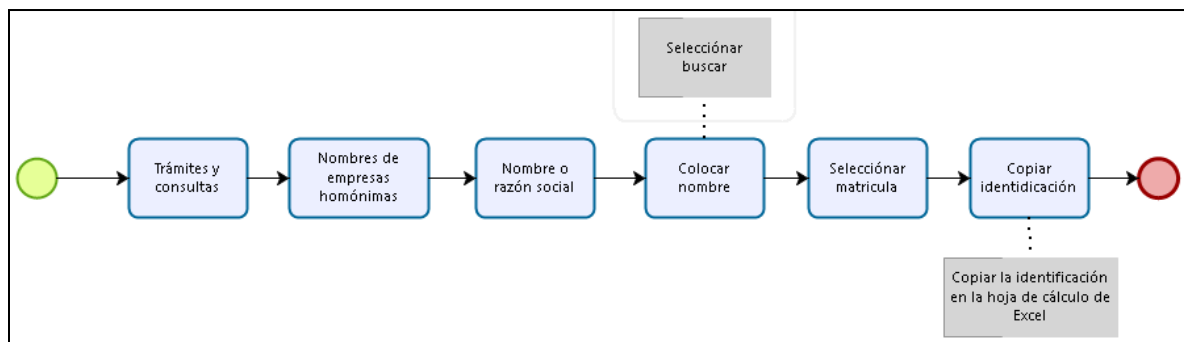 Selecciónar
buscar
Trámites y
consultas
Nombres de
empresas
homónimas
Nombre o
razón social
Colocar
nombre
Selecciónar
matricula
Copiar
identidicación
Copiar la identificación
en la hoja de cálculo de
Excel